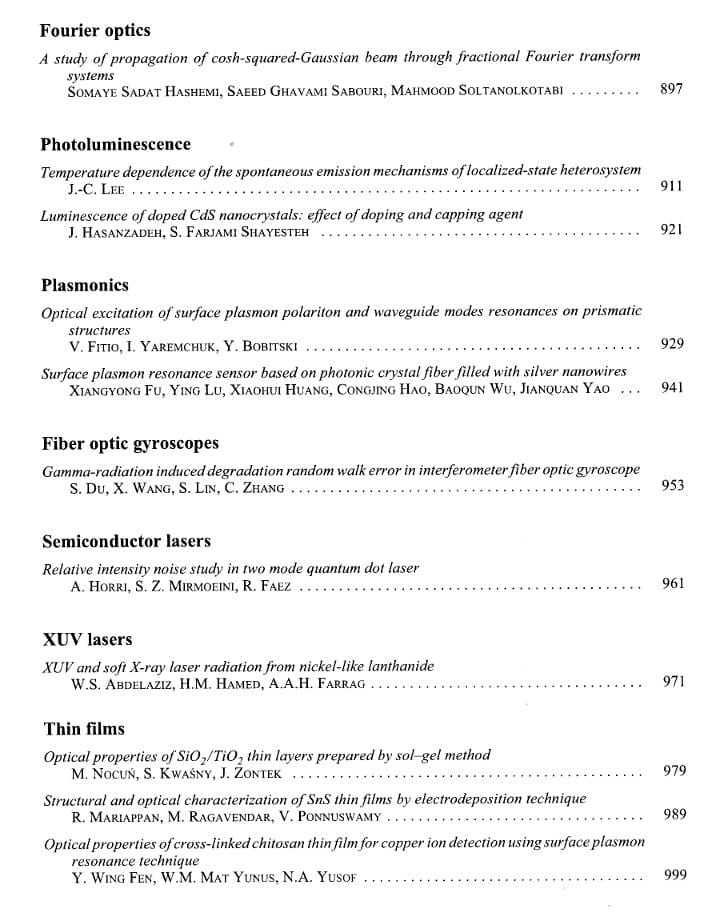 Fourier optics
A study of propagation of cosh-squared-Gaussian beam through fractional Fourier transform
systems
SOMAYE SADAT HASHEMI, SAEED GHAVAMI SABOURI, MAHMOOD SOLTANOLKOTABI ......... 897
Photoluminescence
Temperature dependence of the spontaneous emission mechanisms of localized-state heterosystem
J.-C. LEE ................................................................ 911
Luminescence of doped CdS nanocrystals: effect of doping and capping agent
J. HASANZADEH, S. FARJAMI SHAYESTEH ........................................ 921
Plasmonics
Optical excitation of surface plasmon polariton and waveguide modes resonances on prismatic
structures
V. FITIO, I. YAREMCHUK, Y. BOBITSKI ........................................... 929
Surface plasmon resonance sensor based on photonic crystal fiber filled with silver nanowires
XIANGYONG FU, YING LU, XIAOHUI HUANG, CONGJING HAO, BAOQUN WU, JIANQUAN YAO ... 941
Fiber optic gyroscopes
Gamma-radiation induced degradation random walk error in interferometer fiber optic gyroscope
S. DU, X. WANG, S. LIN, C. ZHANG ............................................. 953
Semiconductor lasers
Relative intensity noise study in two mode quantum dot laser
A. HORRI, S. Z. MIRMOEINI, R. FAEZ ............................................ 961
XUV lasers
XUV and soft X-ray laser radiation from nickel-like lanthanide
W.S. ABDELAZIZ, H.M. HAMED, A.A.H. FARRAG ................................... 971
Thin films
Optical properties of SiO2/TiO2 thin layers prepared by sol–gel method
M. NOCUŃ, S. KWAŚNY, J. ZONTEK ............................................. 979
Structural and optical characterization of SnS thin films by electrodeposition technique
R. MARIAPPAN, M. RAGAVENDAR, V. PONNUSWAMY ................................. 989
Optical properties of cross-linked chitosan thin film for copper ion detection using surface plasmon
resonance technique
Y. WING FEN, W.M. MAT YUNUS, N.A. YUSOF .................................... 999